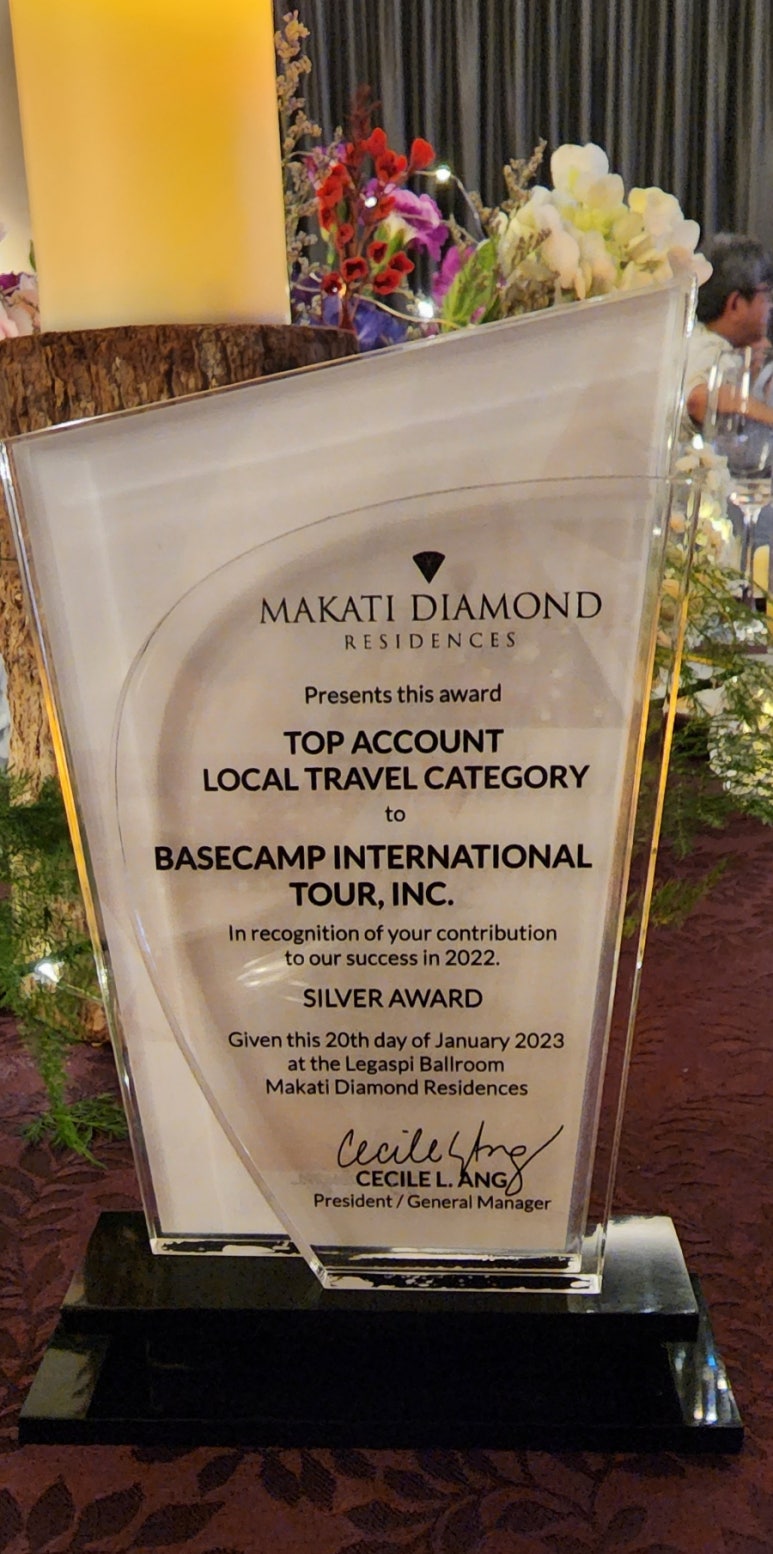 MAKATI DIAMOND
RESIDENCES
Presents this award
TOP ACCOUNT
LOCAL TRAVEL CATEGORY
to
BASECAMP INTERNATIONAL
TOUR, INC.
In recognition of your contribution
to our success in 2022.
SILVER AWARD
Given this 20th day of January 2023
at the Legaspi Ballroom
Makati Diamond Residences
Cecile L. Ang
CECILE L. ANG
President / General Manager